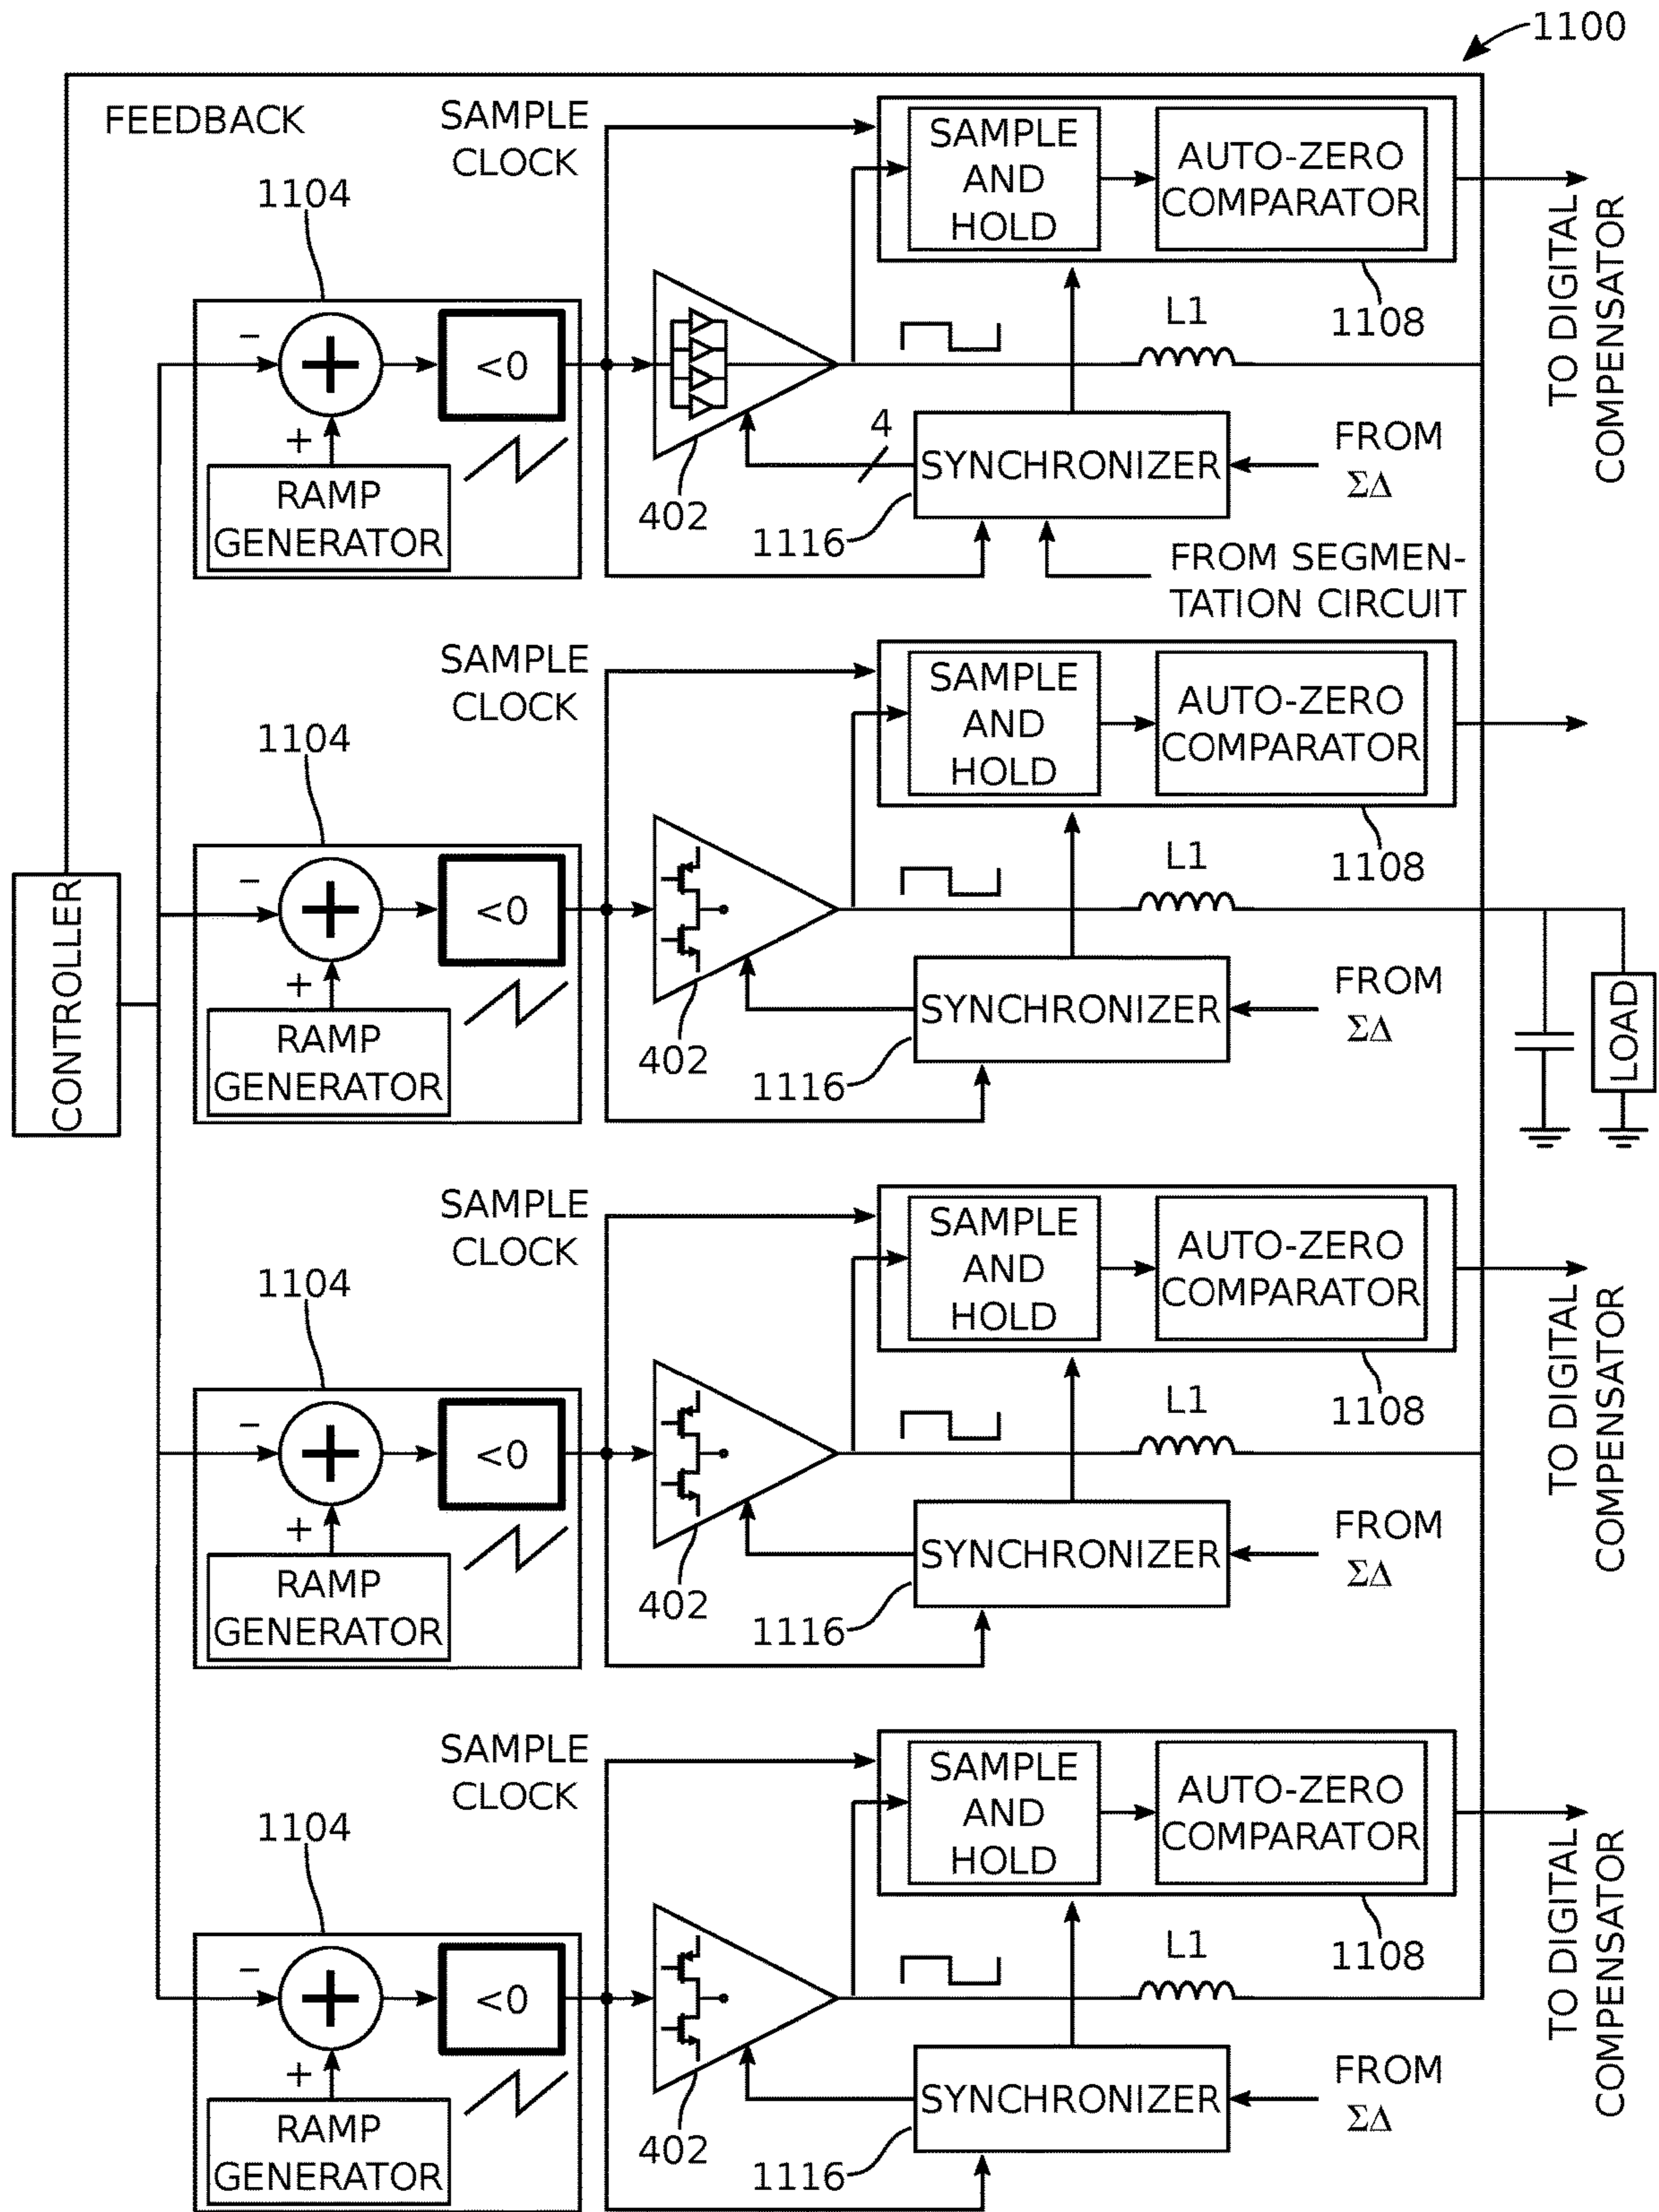 1100
FEEDBACK
SAMPLE
CLOCK
1104
SAMPLE
AND
HOLD
AUTO-ZERO
COMPARATOR
TO DIGITAL
COMPENSATOR
1108
L1
–
+
<0
RAMP
GENERATOR
402
4
SYNCHRONIZER
1116
FROM
ΣΔ
FROM SEGMEN-
TATION CIRCUIT
SAMPLE
CLOCK
1104
SAMPLE
AND
HOLD
AUTO-ZERO
COMPARATOR
1108
L1
–
+
<0
RAMP
GENERATOR
402
SYNCHRONIZER
1116
FROM
ΣΔ
CONTROLLER
LOAD
SAMPLE
CLOCK
1104
SAMPLE
AND
HOLD
AUTO-ZERO
COMPARATOR
TO DIGITAL
COMPENSATOR
1108
L1
–
+
<0
RAMP
GENERATOR
402
SYNCHRONIZER
1116
FROM
ΣΔ
SAMPLE
CLOCK
1104
SAMPLE
AND
HOLD
AUTO-ZERO
COMPARATOR
TO DIGITAL
COMPENSATOR
1108
L1
–
+
<0
RAMP
GENERATOR
402
SYNCHRONIZER
1116
FROM
ΣΔ